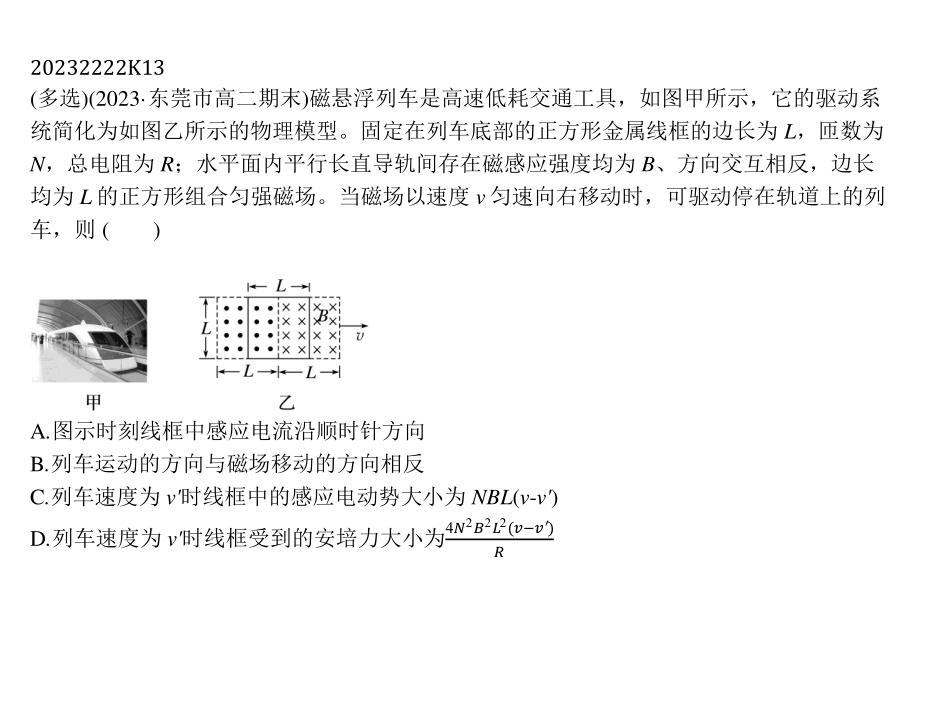 20232222K13
(多选)(2023·东莞市高二期末)磁悬浮列车是高速低耗交通工具，如图甲所示，它的驱动系
统简化为如图乙所示的物理模型。固定在列车底部的正方形金属线框的边长为 L，匝数为
N，总电阻为 R；水平面内平行长直导轨间存在磁感应强度均为 B、方向交互相反，边长
均为 L 的正方形组合匀强磁场。当磁场以速度 v 匀速向右移动时，可驱动停在轨道上的列
车，则 (　　)
L
B
L
v
L L
甲 乙
A.图示时刻线框中感应电流沿顺时针方向
B.列车运动的方向与磁场移动的方向相反
C.列车速度为 v′时线框中的感应电动势大小为 NBL(v-v′)
D.列车速度为 v′时线框受到的安培力大小为 4N²B²L²(v−v′)/R